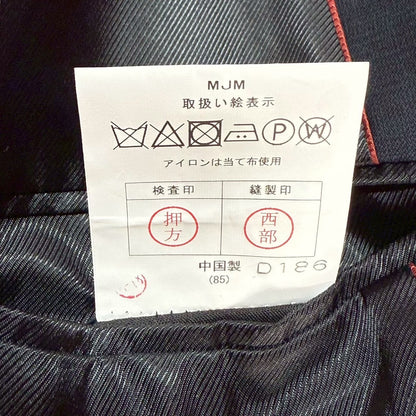 MJM
取扱い絵表示
P W
アイロンは当て布使用
検査印 縫製印
押方 西部
中国製 D186
(85)